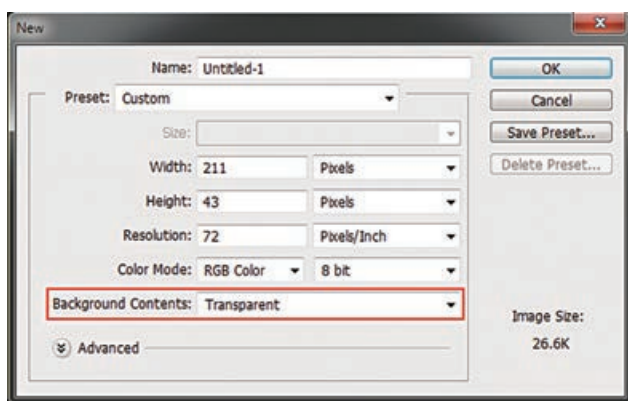 New
Name: Untitled-1
OK
Preset: Custom
Cancel
Size:
Save Preset...
Width: 211 Pixels
Delete Preset...
Height: 43 Pixels
Resolution: 72 Pixels/Inch
Color Mode: RGB Color 8 bit
Background Contents: Transparent
Image Size:
Advanced
26.6K